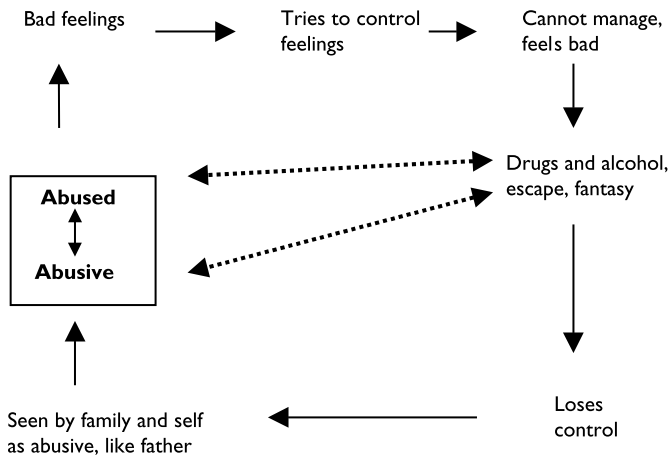 Bad feelings
Tries to control
feelings
Cannot manage,
feels bad
Drugs and alcohol,
escape, fantasy
Abused
Abusive
Loses
control
Seen by family and self
as abusive, like father